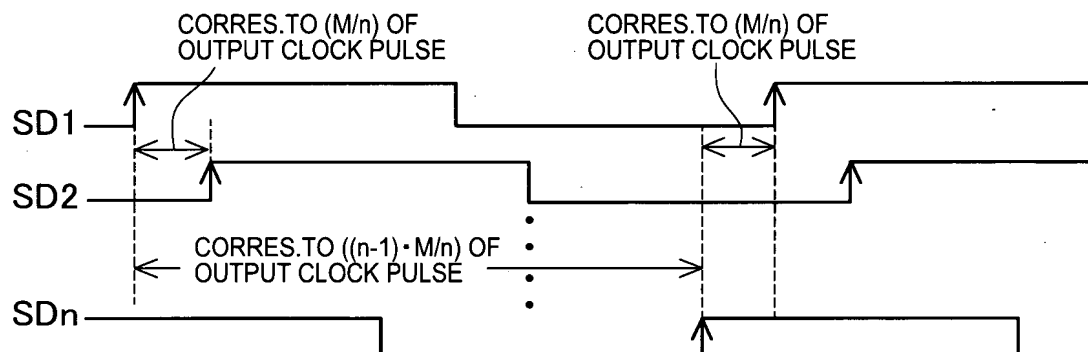 CORRES.TO (M/n) OF
OUTPUT CLOCK PULSE
CORRES.TO (M/n) OF
OUTPUT CLOCK PULSE
SD1
SD2
CORRES.TO ((n-1)・M/n) OF
OUTPUT CLOCK PULSE
SDn